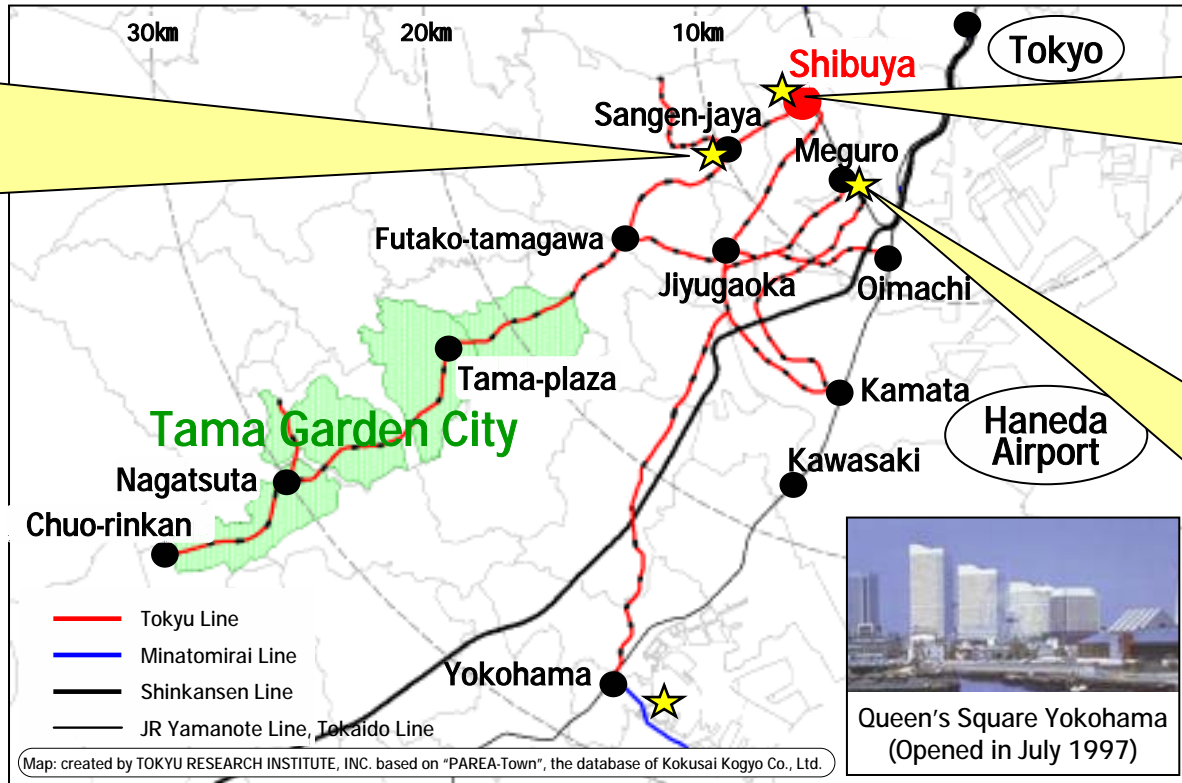 30km
20km
10km
Tokyo
Shibuya
Sangen-jaya
Meguro
Futako-tamagawa
Jiyugaoka
Oimachi
Tama-plaza
Kamata
Tama Garden City
Haneda
Airport
Kawasaki
Nagatsuta
Chuo-rinkan
Tokyu Line
Minatomirai Line
Shinkansen Line
JR Yamanote Line, Tokaido Line
Yokohama
Queen's Square Yokohama
(Opened in July 1997)
Map: created by TOKYU RESEARCH INSTITUTE, INC. based on "PAREA-Town", the database of Kokusai Kogyo Co., Ltd.